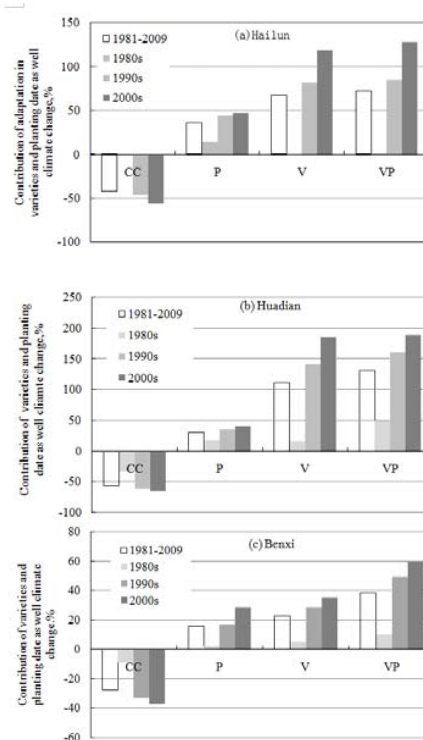 Contribution of adaptation in
varieties and planting date as well
climate change,%
150
100
50
0
-50
-100
(a)Hailun
1981-2009
1980s
1990s
2000s
CC
P
V
VP
Contribution of varieties and planting
date as well cliamte change,%
250
200
150
100
50
0
-50
-100
(b) Huadian
1981-2009
1980s
1990s
2000s
CC
P
V
VP
Contribution of varieties and
planting date as well climate
change.%
80
60
40
20
0
-20
-40
-60
(c) Benxi
1981-2009
1980s
1990s
2000s
CC
P
V
VP